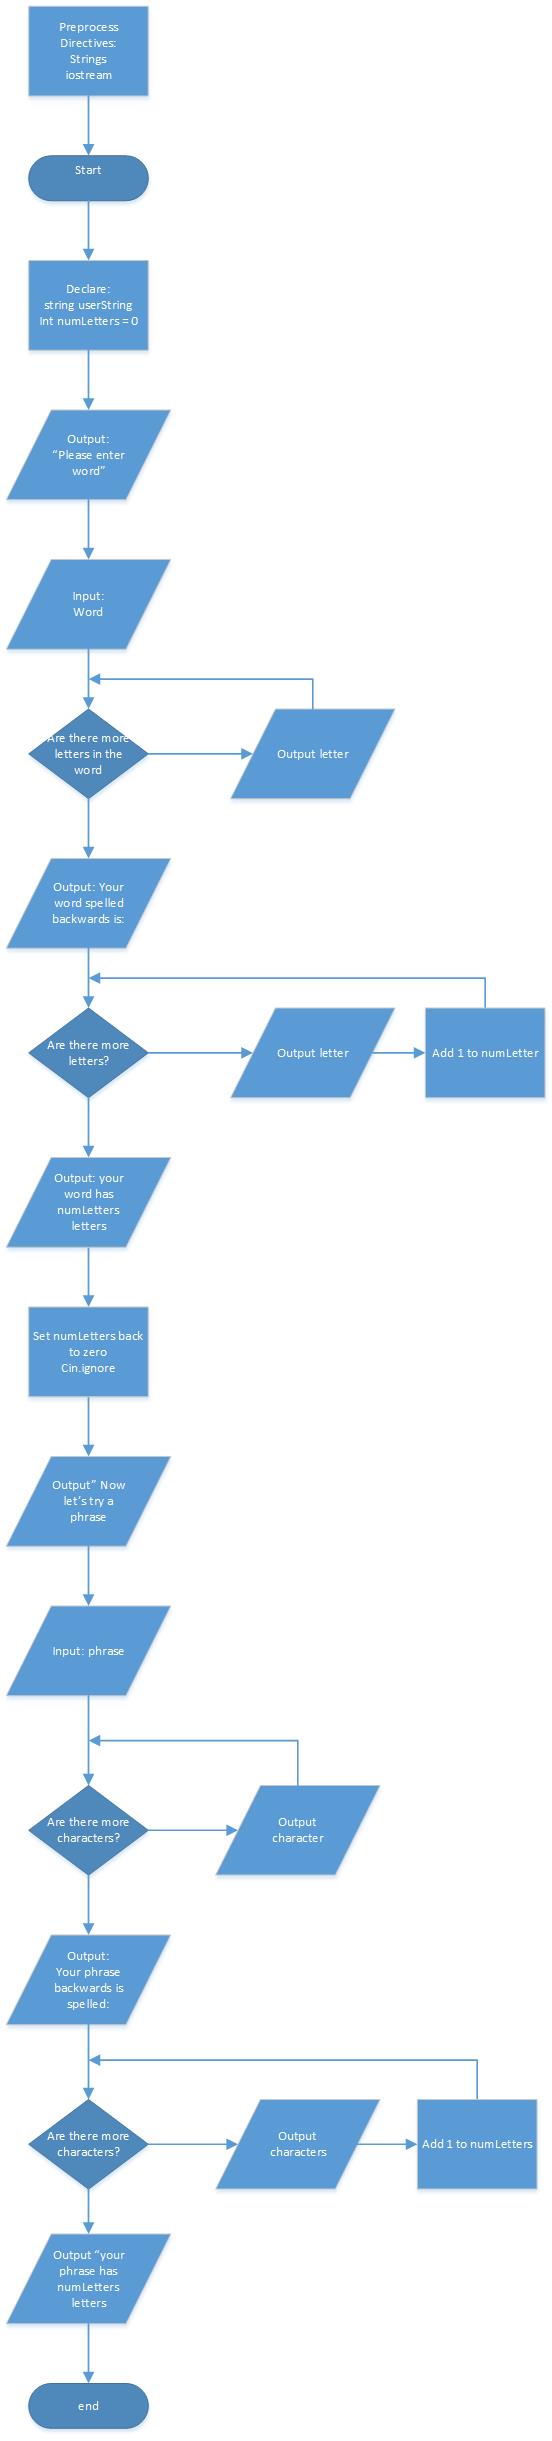 Preprocess
Directives:
Strings
iostream
Start
Declare:
string userString
Int numLetters = 0
Output:
“Please enter
word”
Input:
Word
Are there more
letters in the
word
Output letter
Output: Your
word spelled
backwards is:
Are there more
letters?
Output letter
Add 1 to numLetter
Output: your
word has
numLetters
letters
Set numLetters back
to zero
Cin.ignore
Output” Now
let’s try a
phrase
Input: phrase
Are there more
characters?
Output
character
Output:
Your phrase
backwards is
spelled:
Are there more
characters?
Output
characters
Add 1 to numLetters
Output “your
phrase has
numLetters
letters
end